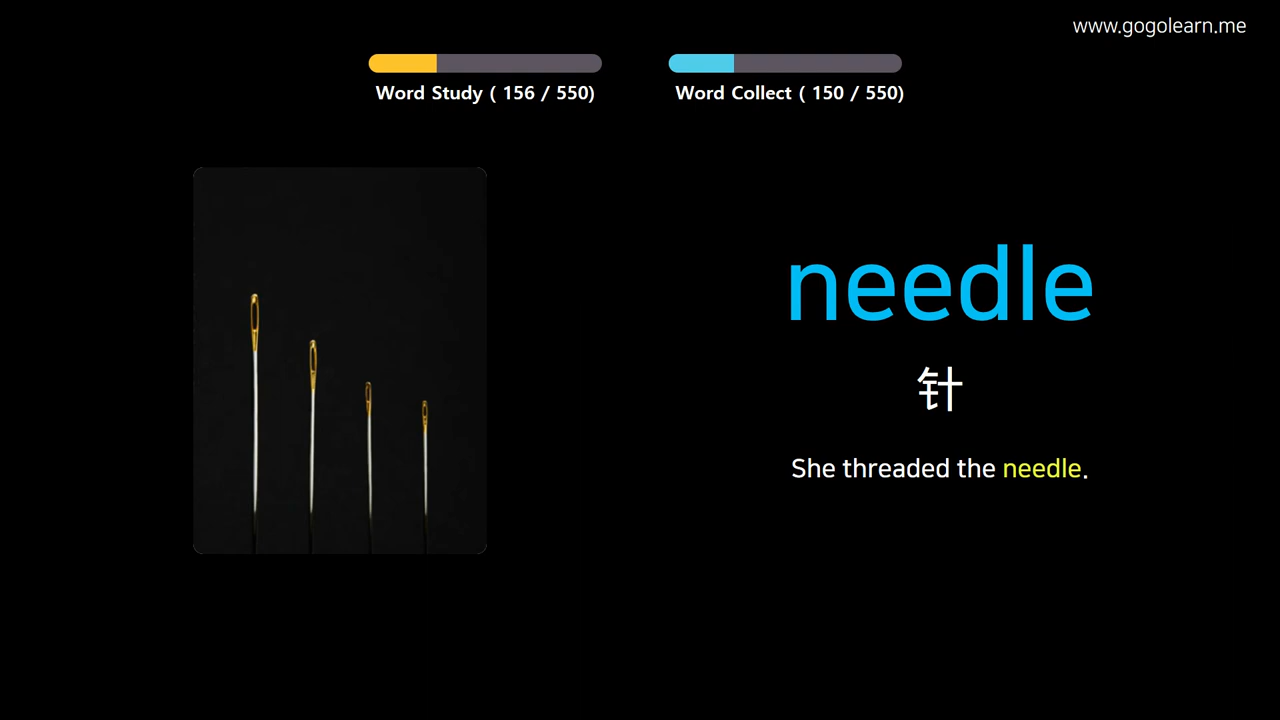 www.gogolearn.me
Word Study ( 156 / 550)
Word Collect ( 150 / 550)
needle
针
She threaded the needle.